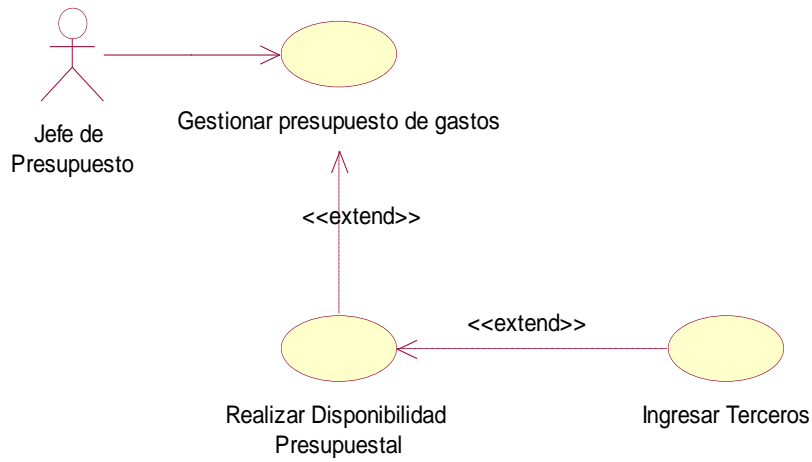 Gestionar presupuesto de gastos
Jefe de
Presupuesto
<<extend>>
<<extend>>
Realizar Disponibilidad
Presupuestal
Ingresar Terceros